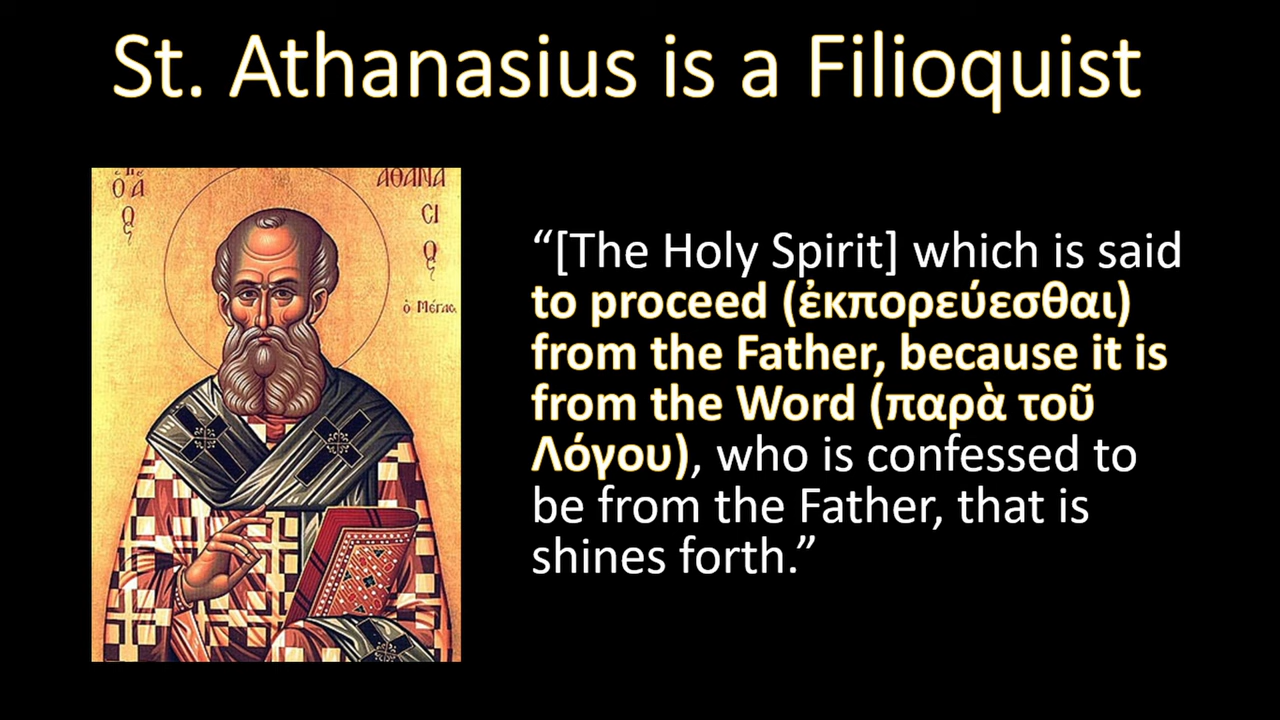 St. Athanasius is a Filioquist
Ὁ Ἅ
ΑΘΑΝΑ
ΣΙ
Ο
ς
ὁ Μέγας
“[The Holy Spirit] which is said
to proceed (ἐκπορεύεσθαι)
from the Father, because it is
from the Word (παρὰ τοῦ
Λόγου), who is confessed to
be from the Father, that is
shines forth.”